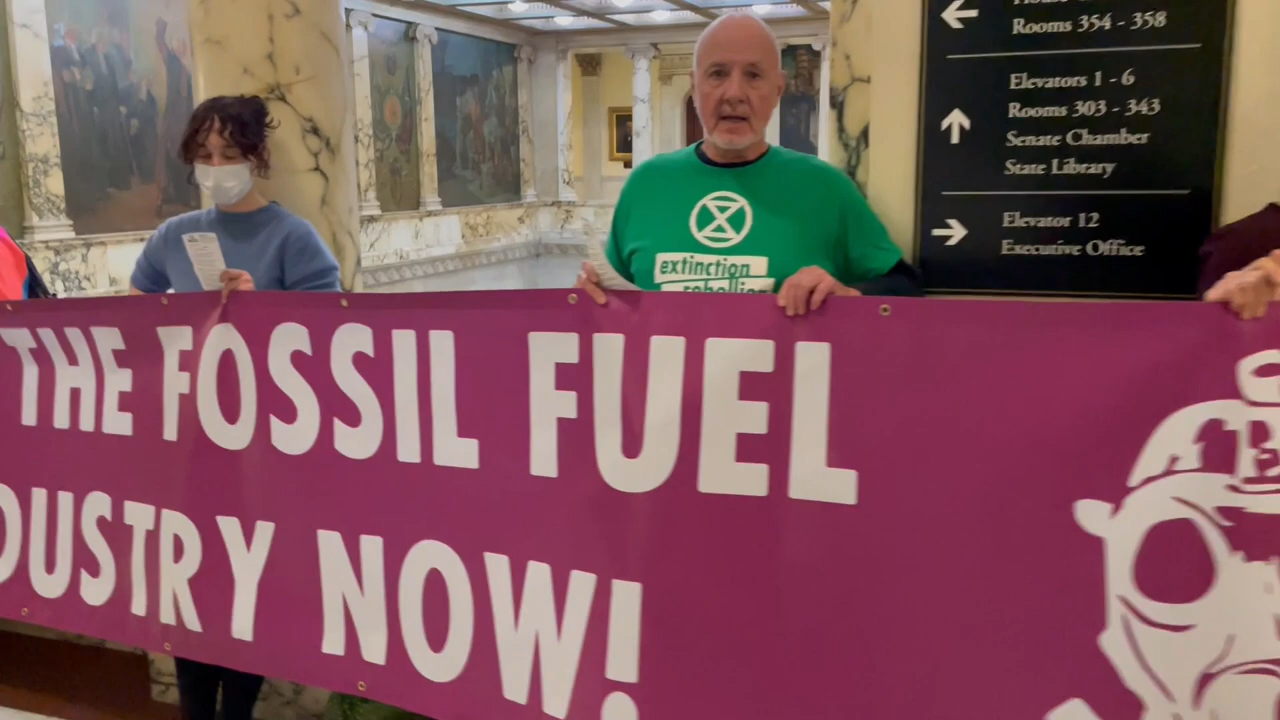 Rooms 354 - 358
Elevators 1 - 6
Rooms 303 - 343
Senate Chamber
State Library
Elevator 12
Executive Office
extinction
rebellion
THE FOSSIL FUEL
DUSTRY NOW!